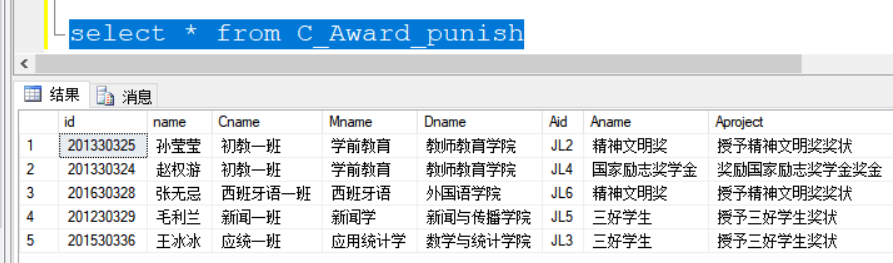 select * from C_Award_punish
结果 消息
id name Cname Mname Dname Aid Aname Aproject
1 201330325 孙莹莹 初教一班 学前教育 教师教育学院 JL2 精神文明奖 授予精神文明奖奖状
2 201330324 赵权游 初教一班 学前教育 教师教育学院 JL4 国家励志奖学金 奖励国家励志奖学金奖金
3 201630328 张无忌 西班牙语一班 西班牙语 外国语学院 JL6 精神文明奖 授予精神文明奖奖状
4 201230329 毛利兰 新闻一班 新闻学 新闻与传播学院 JL5 三好学生 授予三好学生奖状
5 201530336 王冰冰 应统一班 应用统计学 数学与统计学院 JL3 三好学生 授予三好学生奖状